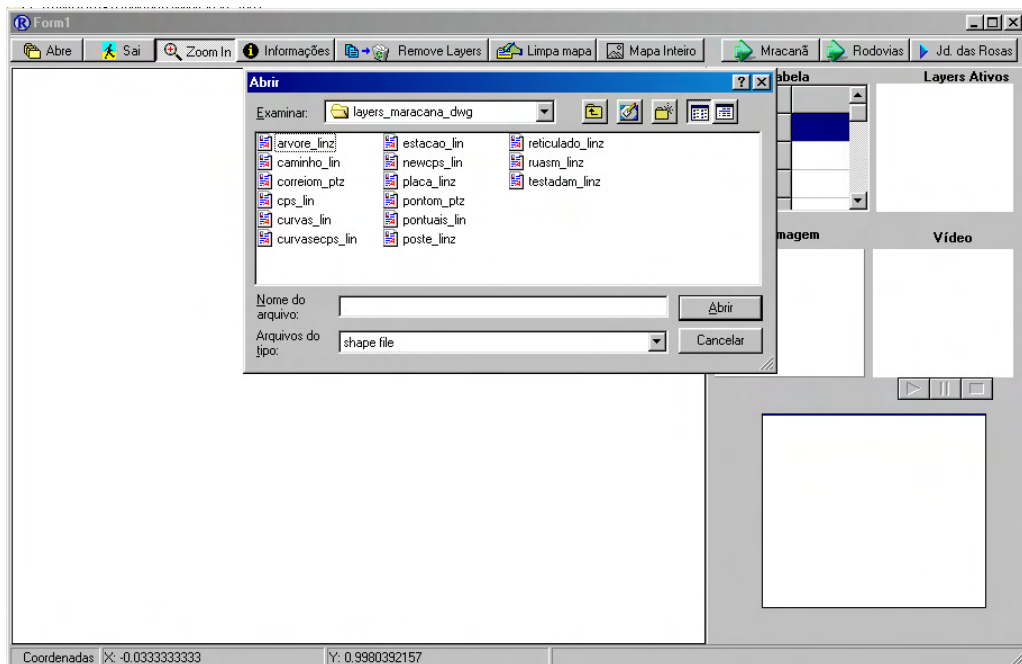 Form1
Abre Sai Zoom In Informações Remove Layers Limpa mapa Mapa Inteiro Mracanã Rodovias Jd. das Rosas
Abrir
abela
Layers Ativos
Examinar: layers_maracana_dwg
arvore_linz estacao_lin reticulado_linz
caminho_lin newcps_lin ruasm_linz
correiom_ptz placa_linz testadam_linz
cps_lin pontom_ptz
curvas_lin pontuais_lin
curvasecps_lin poste_linz
magem
Vídeo
Nome do
arquivo:
Abrir
Arquivos do
tipo:
shape file
Cancelar
Coordenadas X: -0.0333333333 Y: 0.9980392157